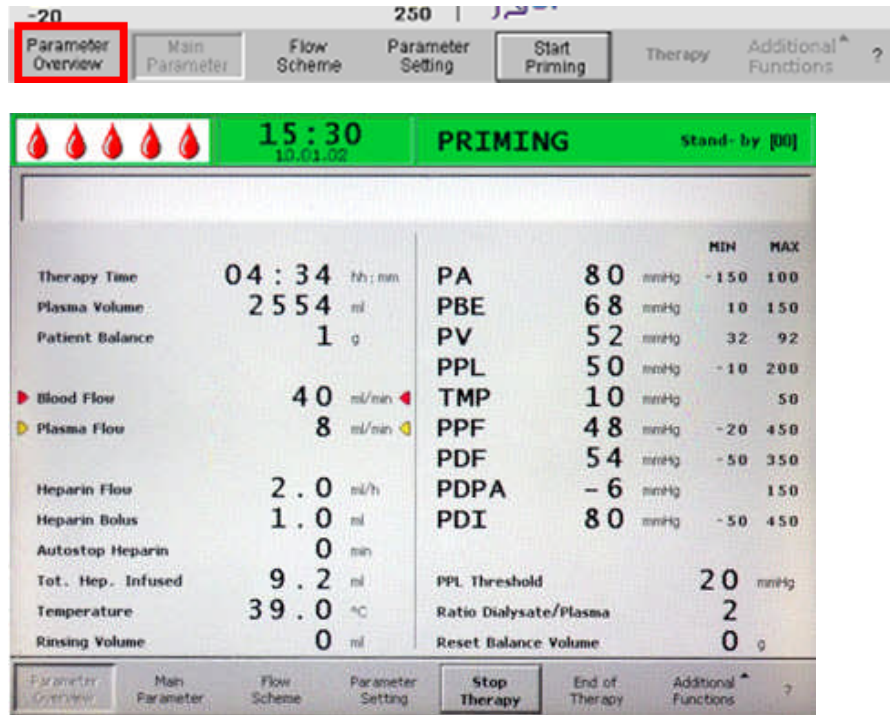 -20 250
Parameter Overview Main Parameter Flow Scheme Parameter Setting Start Priming Therapy Additional Functions ?
15:30 PRIMING Stand-by [00]
10.01.02
MIN MAX
Therapy Time 04:34 hh:mm PA 80 mmHg -150 100
Plasma Volume 2554 ml PBE 68 mmHg 10 150
Patient Balance 1 g PV 52 mmHg 32 92
PPL 50 mmHg -10 200
Blood Flow 40 ml/min TMP 10 mmHg 50
Plasma Flow 8 ml/min PPF 48 mmHg -20 450
PDF 54 mmHg -50 350
Heparin Flow 2.0 ml/h PDPA -6 mmHg 150
Heparin Bolus 1.0 ml PDI 80 mmHg -50 450
Autostop Heparin 0 min
Tot. Hep. Infused 9.2 ml PPL Threshold 20 mmHg
Temperature 39.0 °C Ratio Dialysate/Plasma 2
Rinsing Volume 0 ml Reset Balance Volume 0 g
Parameter Overview Main Parameter Flow Scheme Parameter Setting Stop Therapy End of Therapy Additional Functions ?